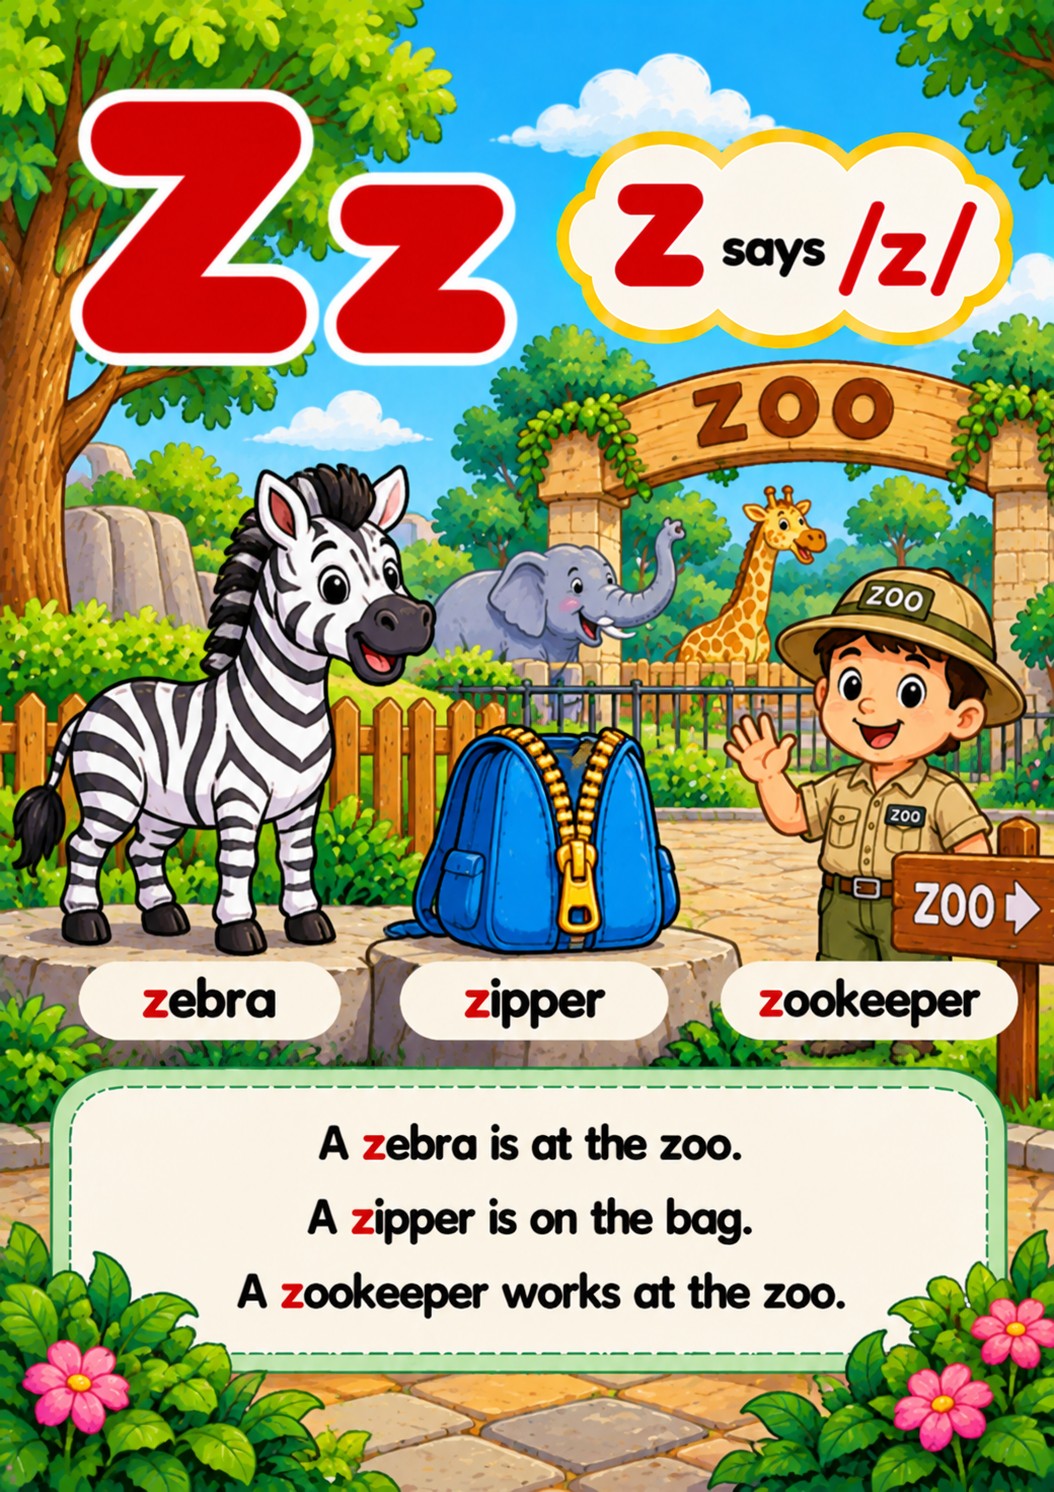 Zz
z says /z/
ZOO
ZOO
ZOO
ZOO
zebra
zipper
zookeeper
A zebra is at the zoo.
A zipper is on the bag.
A zookeeper works at the zoo.